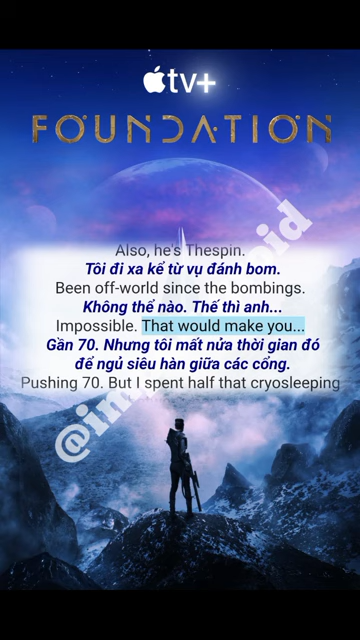 tv+
FOUNDATION
Also, he's Thespin.
Tôi đi xa kể từ vụ đánh bom.
Been off-world since the bombings.
Không thể nào. Thế thì anh...
Impossible. That would make you...
Gần 70. Nhưng tôi mất nửa thời gian đó
để ngủ siêu hàn giữa các cổng.
Pushing 70. But I spent half that cryosleeping